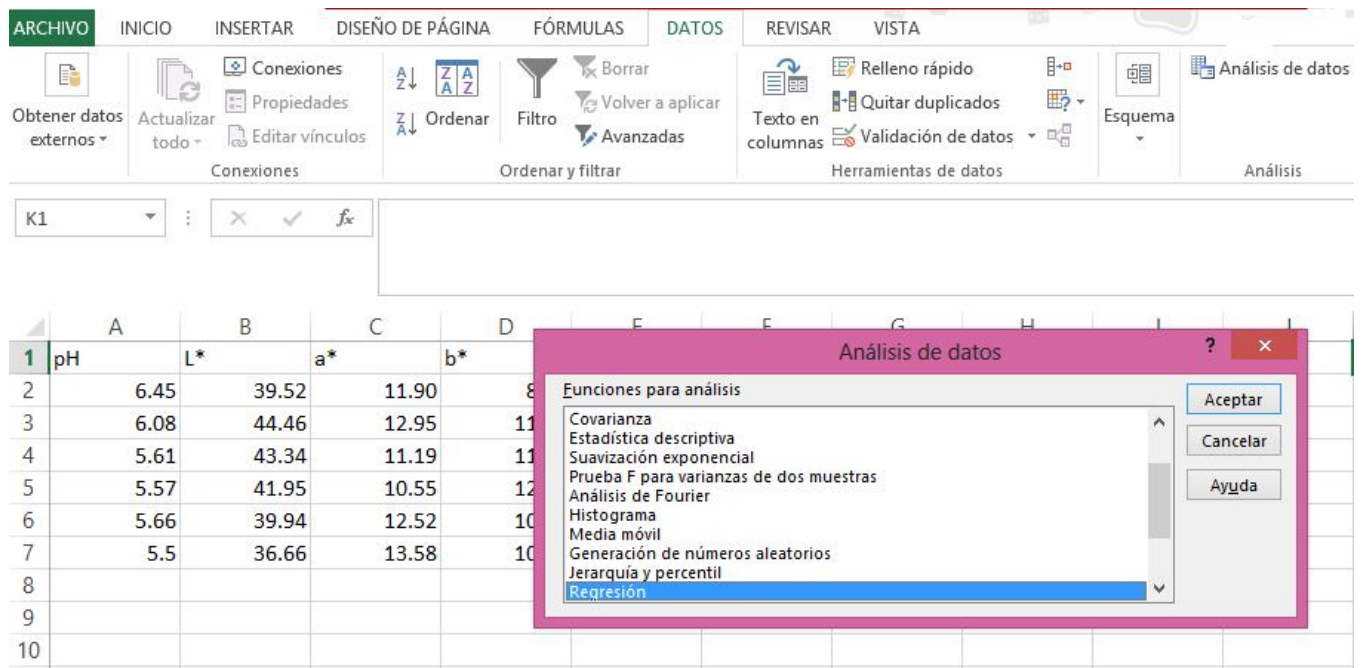 ARCHIVO INICIO INSERTAR DISEÑO DE PÁGINA FÓRMULAS DATOS REVISAR VISTA
Obtener datos externos
Actualizar todo
Conexiones
Propiedades
Editar vínculos
Conexiones
Ordenar
Filtro
Borrar
Volver a aplicar
Avanzadas
Ordenar y filtrar
Texto en columnas
Relleno rápido
Quitar duplicados
Validación de datos
Herramientas de datos
Esquema
Análisis de datos
Análisis
K1 fx
A B C D
1 pH L* a* b*
2 6.45 39.52 11.90 8
3 6.08 44.46 12.95 11
4 5.61 43.34 11.19 11
5 5.57 41.95 10.55 12
6 5.66 39.94 12.52 10
7 5.5 36.66 13.58 10
8
9
10
Análisis de datos ?
Funciones para análisis
Covarianza
Estadística descriptiva
Suavización exponencial
Prueba F para varianzas de dos muestras
Análisis de Fourier
Histograma
Media móvil
Generación de números aleatorios
Jerarquía y percentil
Regresión
Aceptar
Cancelar
Ayuda